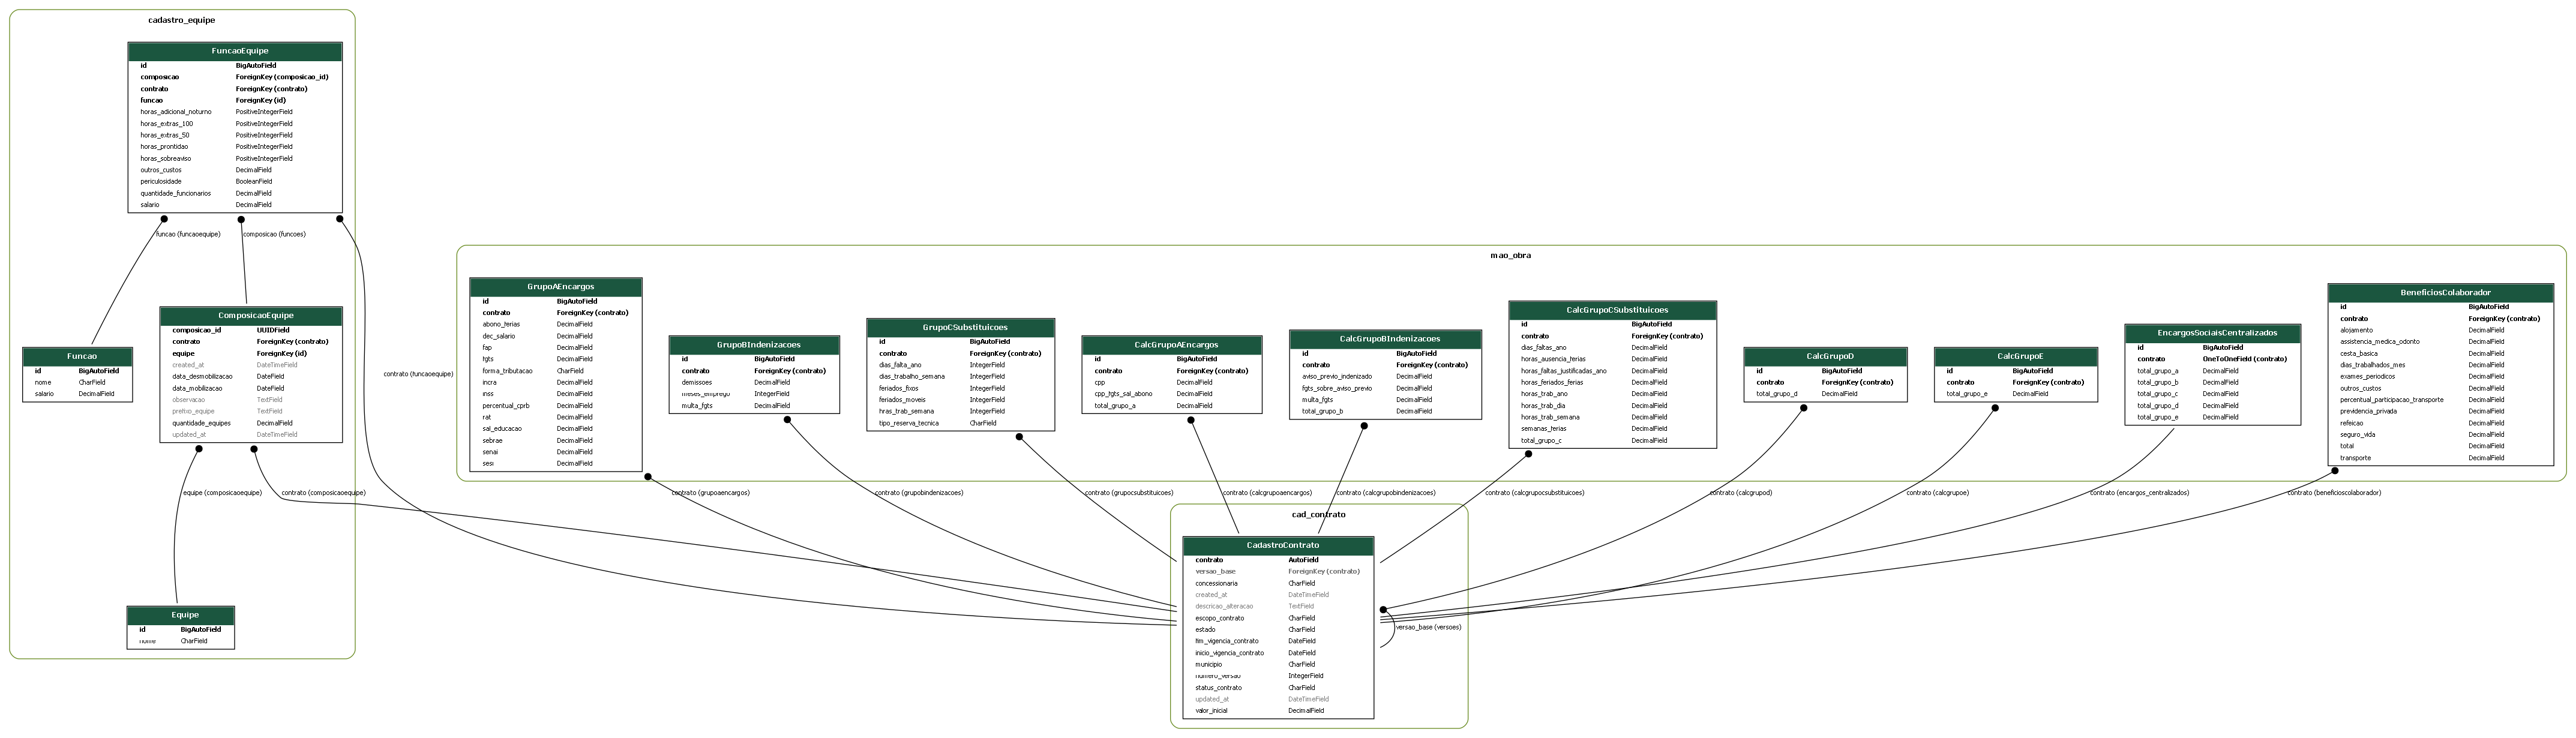 cadastro_equipe
FuncaoEquipe
id BigAutoField
composicao ForeignKey (composicao_id)
contrato ForeignKey (contrato)
funcao ForeignKey (id)
horas_adicional_noturno PositiveIntegerField
horas_extras_100 PositiveIntegerField
horas_extras_50 PositiveIntegerField
horas_prontidao PositiveIntegerField
horas_sobreaviso PositiveIntegerField
outros_custos DecimalField
periculosidade BooleanField
quantidade_funcionarios DecimalField
salario DecimalField
funcao (funcaoequipe)
composicao (funcoes)
contrato (funcaoequipe)
Funcao
id BigAutoField
nome CharField
salario DecimalField
ComposicaoEquipe
composicao_id UUIDField
contrato ForeignKey (contrato)
equipe ForeignKey (id)
created_at DateTimeField
data_desmobilizacao DateField
data_mobilizacao DateField
observacao TextField
prefixo_equipe TextField
quantidade_equipes DecimalField
updated_at DateTimeField
equipe (composicaoequipe)
contrato (composicaoequipe)
Equipe
id BigAutoField
nome CharField
mao_obra
GrupoAEncargos
id BigAutoField
contrato ForeignKey (contrato)
abono_ferias DecimalField
dec_salario DecimalField
fap DecimalField
fgts DecimalField
forma_tributacao CharField
incra DecimalField
inss DecimalField
percentual_cprb DecimalField
rat DecimalField
sal_educacao DecimalField
sebrae DecimalField
senai DecimalField
sesi DecimalField
GrupoBIndenizacoes
id BigAutoField
contrato ForeignKey (contrato)
demissoes DecimalField
meses_emprego IntegerField
multa_fgts DecimalField
GrupoCSubstituicoes
id BigAutoField
contrato ForeignKey (contrato)
dias_falta_ano IntegerField
dias_trabalho_semana IntegerField
feriados_fixos IntegerField
feriados_moveis IntegerField
hras_trab_semana IntegerField
tipo_reserva_tecnica CharField
CalcGrupoAEncargos
id BigAutoField
contrato ForeignKey (contrato)
cpp DecimalField
cpp_fgts_sal_abono DecimalField
total_grupo_a DecimalField
CalcGrupoBIndenizacoes
id BigAutoField
contrato ForeignKey (contrato)
aviso_previo_indenizado DecimalField
fgts_sobre_aviso_previo DecimalField
multa_fgts DecimalField
total_grupo_b DecimalField
CalcGrupoCSubstituicoes
id BigAutoField
contrato ForeignKey (contrato)
dias_faltas_ano DecimalField
horas_ausencia_ferias DecimalField
horas_faltas_justificadas_ano DecimalField
horas_feriados_ferias DecimalField
horas_trab_ano DecimalField
horas_trab_dia DecimalField
horas_trab_semana DecimalField
semanas_ferias DecimalField
total_grupo_c DecimalField
CalcGrupoD
id BigAutoField
contrato ForeignKey (contrato)
total_grupo_d DecimalField
CalcGrupoE
id BigAutoField
contrato ForeignKey (contrato)
total_grupo_e DecimalField
EncargosSociaisCentralizados
id BigAutoField
contrato OneToOneField (contrato)
total_grupo_a DecimalField
total_grupo_b DecimalField
total_grupo_c DecimalField
total_grupo_d DecimalField
total_grupo_e DecimalField
BeneficiosColaborador
id BigAutoField
contrato ForeignKey (contrato)
alojamento DecimalField
assistencia_medica_odonto DecimalField
cesta_basica DecimalField
dias_trabalhados_mes DecimalField
exames_periodicos DecimalField
outros_custos DecimalField
percentual_participacao_transporte DecimalField
previdencia_privada DecimalField
refeicao DecimalField
seguro_vida DecimalField
total DecimalField
transporte DecimalField
contrato (grupoaencargos)
contrato (grupobindenizacoes)
contrato (grupocsubstituicoes)
contrato (calcgrupoaencargos)
contrato (calcgrupobindenizacoes)
contrato (calcgrupocsubstituicoes)
contrato (calcgrupod)
contrato (calcgrupoe)
contrato (encargos_centralizados)
contrato (beneficioscolaborador)
cad_contrato
CadastroContrato
contrato AutoField
versao_base ForeignKey (contrato)
concessionaria CharField
created_at DateTimeField
descricao_alteracao TextField
escopo_contrato CharField
estado CharField
fim_vigencia_contrato DateField
inicio_vigencia_contrato DateField
municipio CharField
numero_versao IntegerField
status_contrato CharField
updated_at DateTimeField
valor_inicial DecimalField
versao_base (versoes)